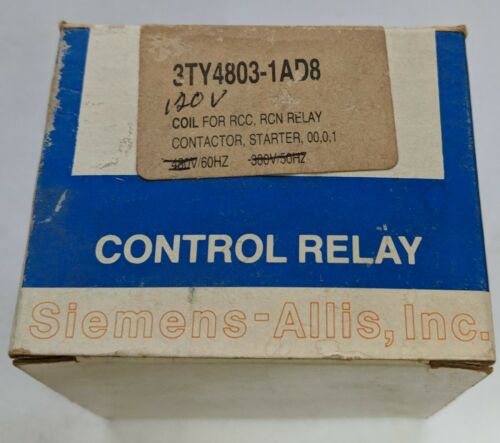 3TY4803-1AD8
120V
COIL FOR RCC, RCN RELAY
CONTACTOR, STARTER, 00,0,1
480V/60HZ 380V/50HZ
CONTROL RELAY
Siemens-Allis, Inc.